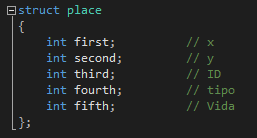 struct place
{
int first; // x
int second; // y
int third; // ID
int fourth; // tipo
int fifth; // Vida
};